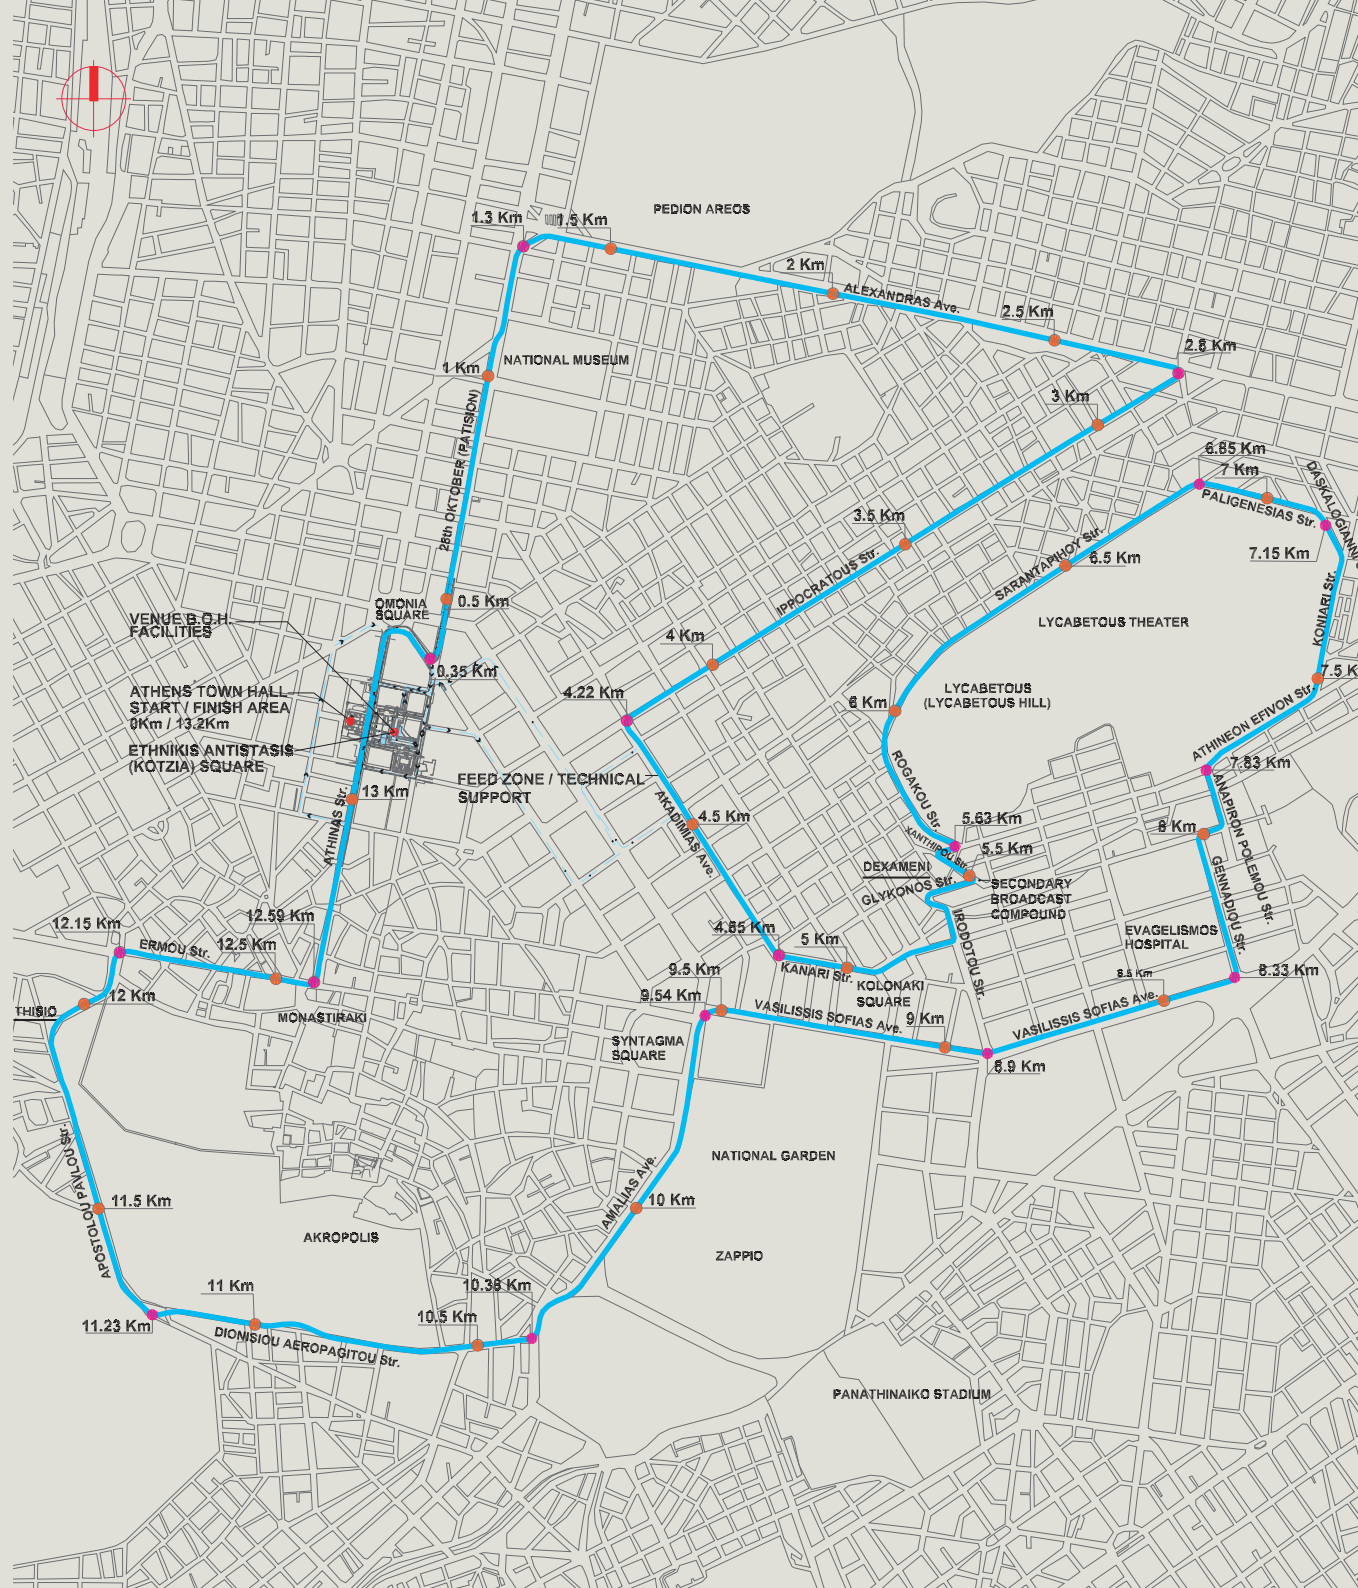 PEDION AREOS
1.3 Km
1.5 Km
2 Km
ALEXANDRAS Ave.
2.5 Km
2.8 Km
NATIONAL MUSEUM
1 Km
3 Km
28th OKTOBER (PATISION)
6.85 Km
7 Km
PALIGENESIAS Str.
3.5 Km
7.15 Km
SARANTAPIHOY Str.
6.5 Km
IPPOCRATOUS Str.
KONIARI Str.
OMONIA
SQUARE
0.5 Km
VENUE B.O.H.
FACILITIES
LYCABETOUS THEATER
4 Km
0.35 Km
7.5 K
ATHENS TOWN HALL
START / FINISH AREA
0Km / 13.2Km
4.22 Km
6 Km
LYCABETOUS
(LYCABETOUS HILL)
ATHINEON EFIVON Str.
ETHNIKIS ANTISTASIS
(KOTZIA) SQUARE
7.83 Km
FEED ZONE / TECHNICAL
SUPPORT
13 Km
ROGAKOU Str.
ANAPIRON POLEMOU Str.
AKADIMIAS Ave.
4.5 Km
5.63 Km
8 Km
ATHINAS Str.
XANTHIPOU Str.
5.5 Km
DEXAMENI
GLYKONOS Str.
SECONDARY
BROADCAST
COMPOUND
GENNADIOU Str.
12.59 Km
12.15 Km
ERMOU Str.
12.5 Km
4.85 Km
5 Km
IRODOTOU Str.
EVAGELISMOS
HOSPITAL
KANARI Str.
KOLONAKI
SQUARE
8.5 Km
8.33 Km
9.5 Km
9.54 Km
12 Km
THISIO
MONASTIRAKI
VASILISSIS SOFIAS Ave.
9 Km
VASILISSIS SOFIAS Ave.
SYNTAGMA
SQUARE
8.9 Km
NATIONAL GARDEN
APOSTOLOU PAVLOU Str.
11.5 Km
AMALIAS Ave.
10 Km
AKROPOLIS
ZAPPIO
11 Km
10.38 Km
10.5 Km
11.23 Km
DIONISIOU AEROPAGITOU Str.
PANATHINAIKO STADIUM